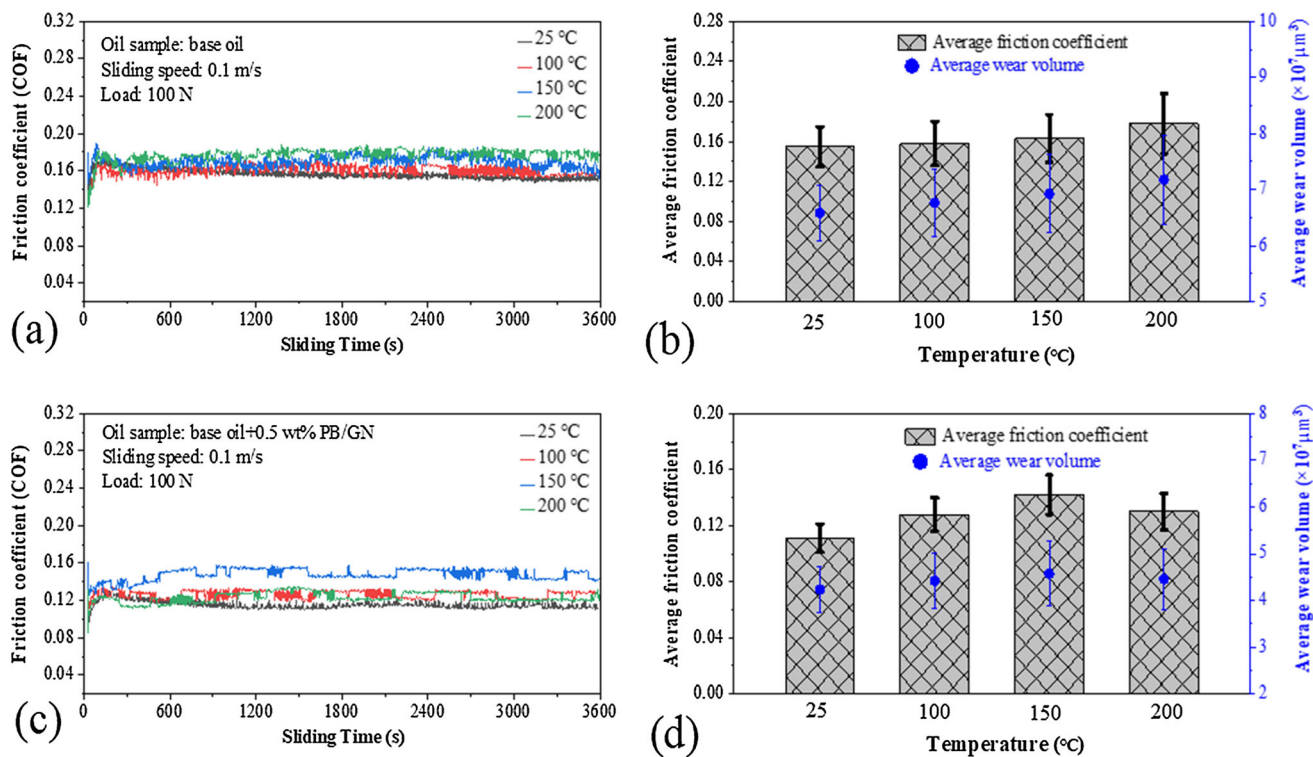 Friction coefficient (COF)
0.32
0.28
0.24
0.20
0.16
0.12
0.08
0.04
Oil sample: base oil
Sliding speed: 0.1 m/s
Load: 100 N
25 °C
100 °C
150 °C
200 °C
0
600
1200
1800
2400
3000
3600
Sliding Time (s)
(a)
Average friction coefficient
0.28
0.24
0.20
0.16
0.12
0.08
0.04
0.00
Average friction coefficient
Average wear volume
25
100
150
200
Temperature (°C)
10
9
8
7
6
5
Average wear volume (×10⁷μm³)
(b)
Friction coefficient (COF)
0.32
0.28
0.24
0.20
0.16
0.12
0.08
0.04
Oil sample: base oil+0.5 wt% PB/GN
Sliding speed: 0.1 m/s
Load: 100 N
25 °C
100 °C
150 °C
200 °C
0
600
1200
1800
2400
3000
3600
Sliding Time (s)
(c)
Average friction coefficient
0.20
0.16
0.12
0.08
0.04
0.00
Average friction coefficient
Average wear volume
25
100
150
200
Temperature (°C)
8
7
6
5
4
3
2
Average wear volume (×10⁷μm³)
(d)